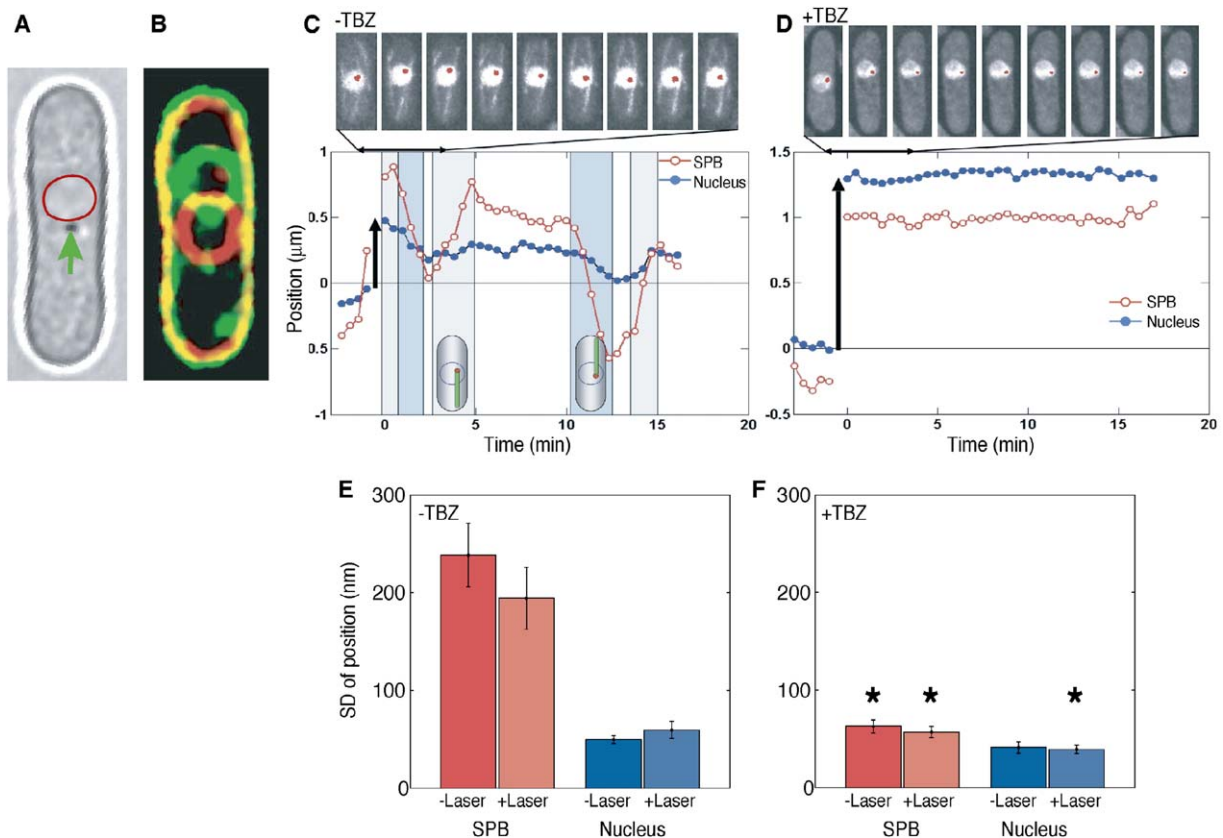 A
B
C
-TBZ
D
+TBZ
1
0.5
0
0.5
-1
Position (μm)
SPB
Nucleus
0
5
10
15
20
Time (min)
1.5
1
0.5
0
-0.5
SPB
Nucleus
0
5
10
15
20
Time (min)
E
-TBZ
300
200
100
0
SD of position (nm)
-Laser +Laser -Laser +Laser
SPB Nucleus
F
+TBZ
300
200
100
0
* * *
-Laser +Laser -Laser +Laser
SPB Nucleus